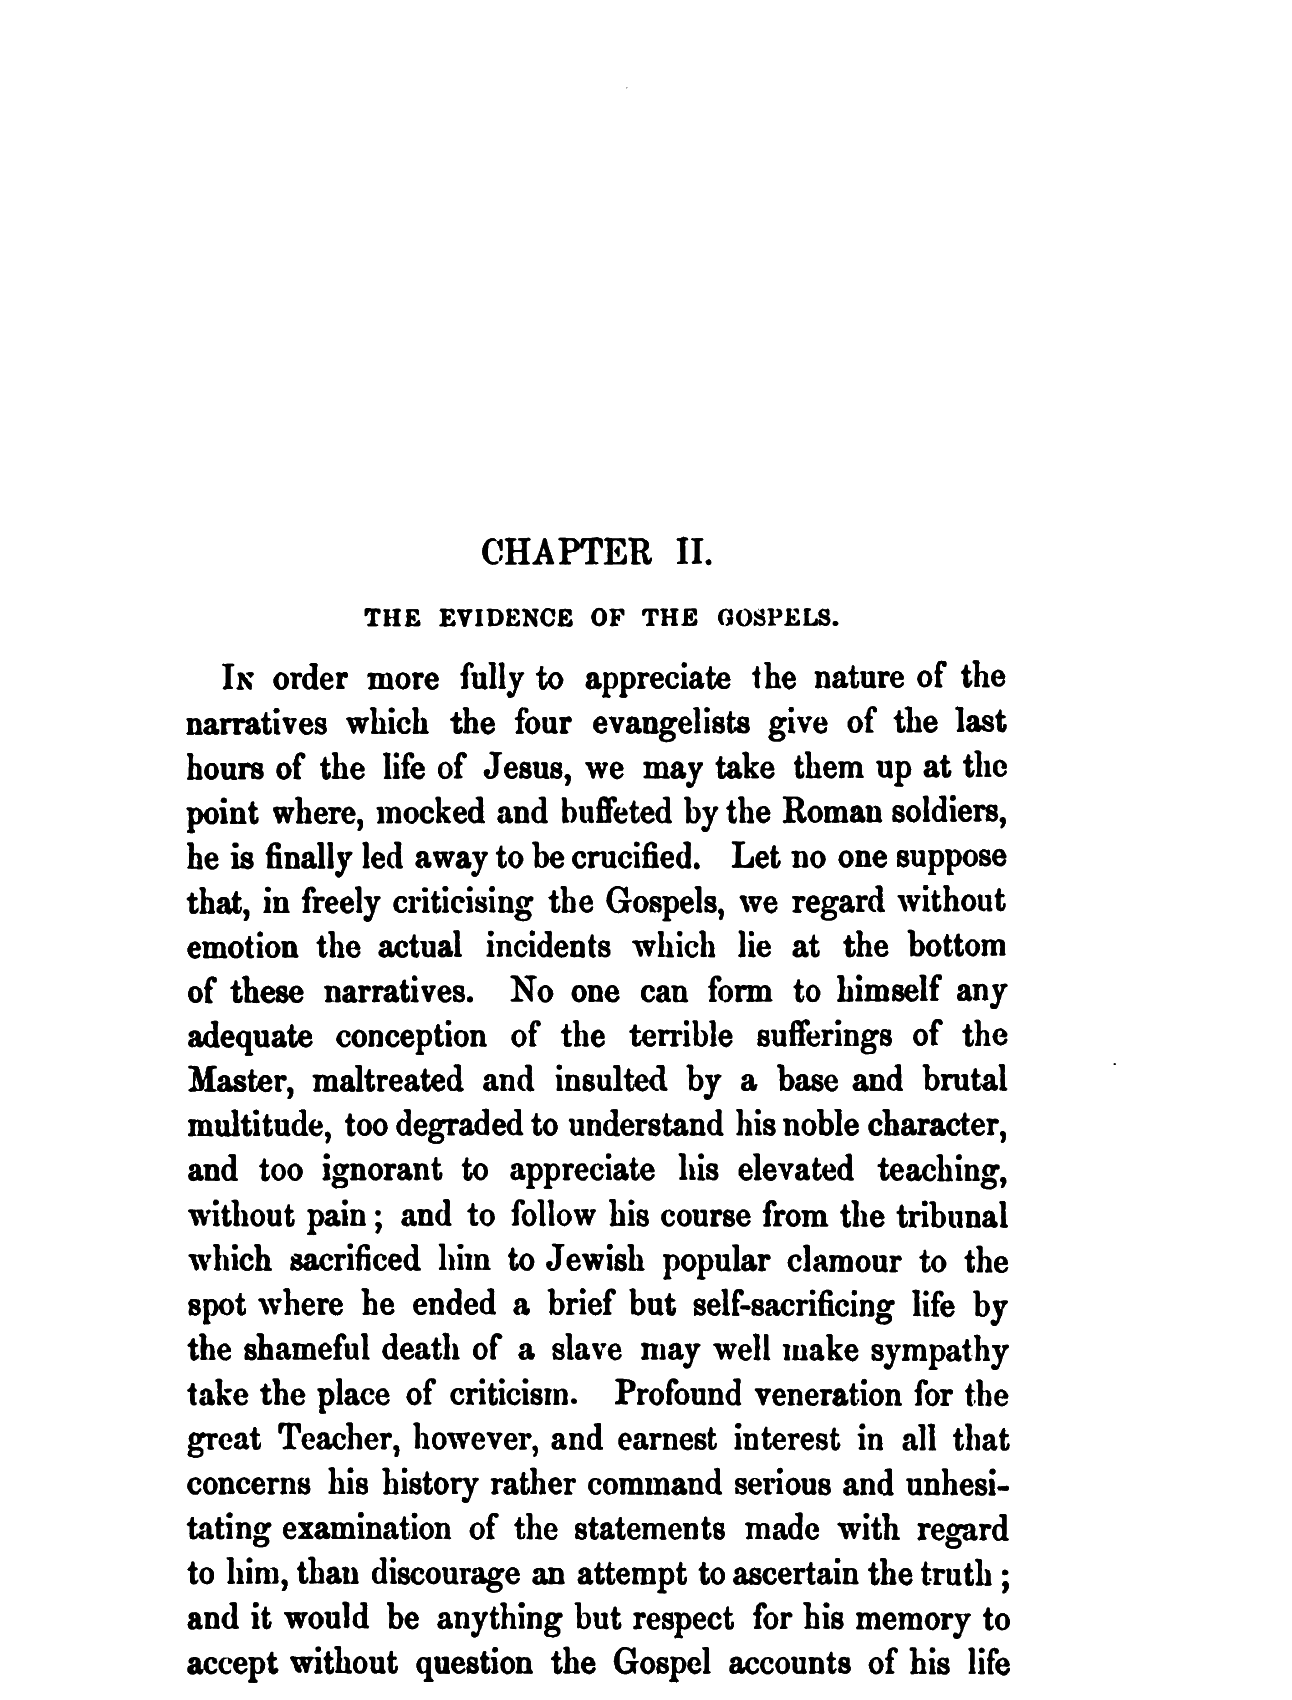 CHAPTER II.
THE EVIDENCE OF THE GOSPELS.
In order more fully to appreciate the nature of the
narratives which the four evangelists give of the last
hours of the life of Jesus, we may take them up at the
point where, mocked and buffeted by the Roman soldiers,
he is finally led away to be crucified. Let no one suppose
that, in freely criticising the Gospels, we regard without
emotion the actual incidents which lie at the bottom
of these narratives. No one can form to himself any
adequate conception of the terrible sufferings of the
Master, maltreated and insulted by a base and brutal
multitude, too degraded to understand his noble character,
and too ignorant to appreciate his elevated teaching,
without pain; and to follow his course from the tribunal
which sacrificed him to Jewish popular clamour to the
spot where he ended a brief but self-sacrificing life by
the shameful death of a slave may well make sympathy
take the place of criticism. Profound veneration for the
great Teacher, however, and earnest interest in all that
concerns his history rather command serious and unhesi-
tating examination of the statements made with regard
to him, than discourage an attempt to ascertain the truth;
and it would be anything but respect for his memory to
accept without question the Gospel accounts of his life